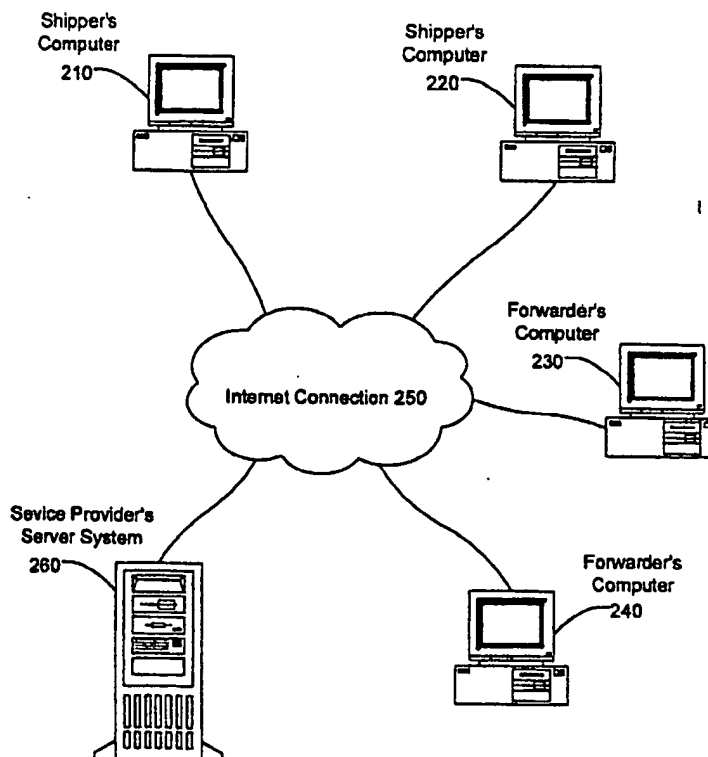 Shipper's
Computer
210
Shipper's
Computer
220
Forwarder's
Computer
230
Internet Connection 250
Sevice Provider's
Server System
260
Forwarder's
Computer
240